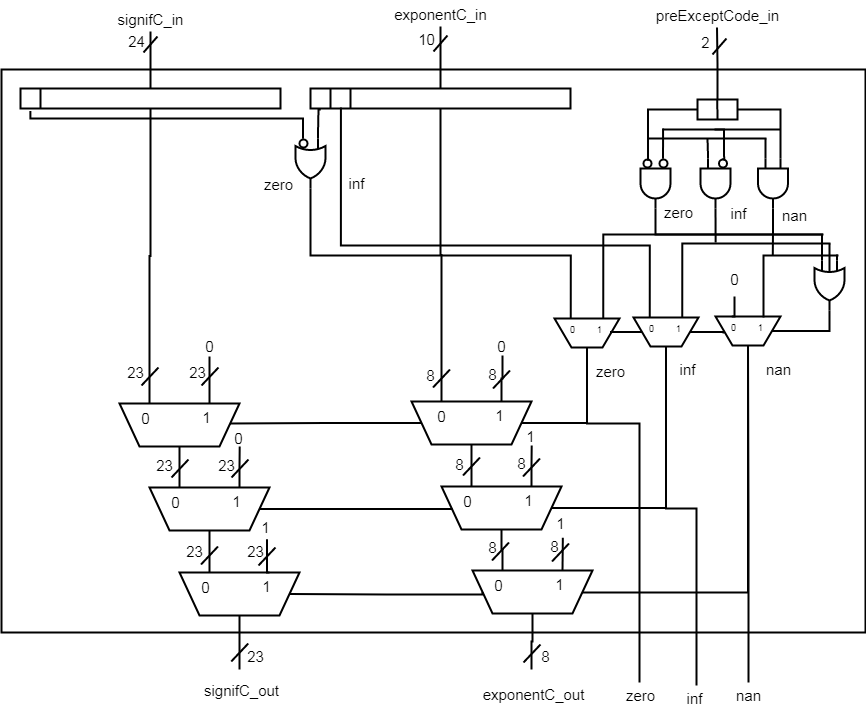 signifC_in exponentC_in preExceptCode_in
24 10 2
zero inf zero inf nan
0
0 1 0 1 0 1
0 0 zero inf nan
23 23 8 8
0 1 0 1
0 1
23 23 8 8
0 1 0 1
1 1
23 23 8 8
0 1 0 1
23 8
signifC_out exponentC_out zero inf nan